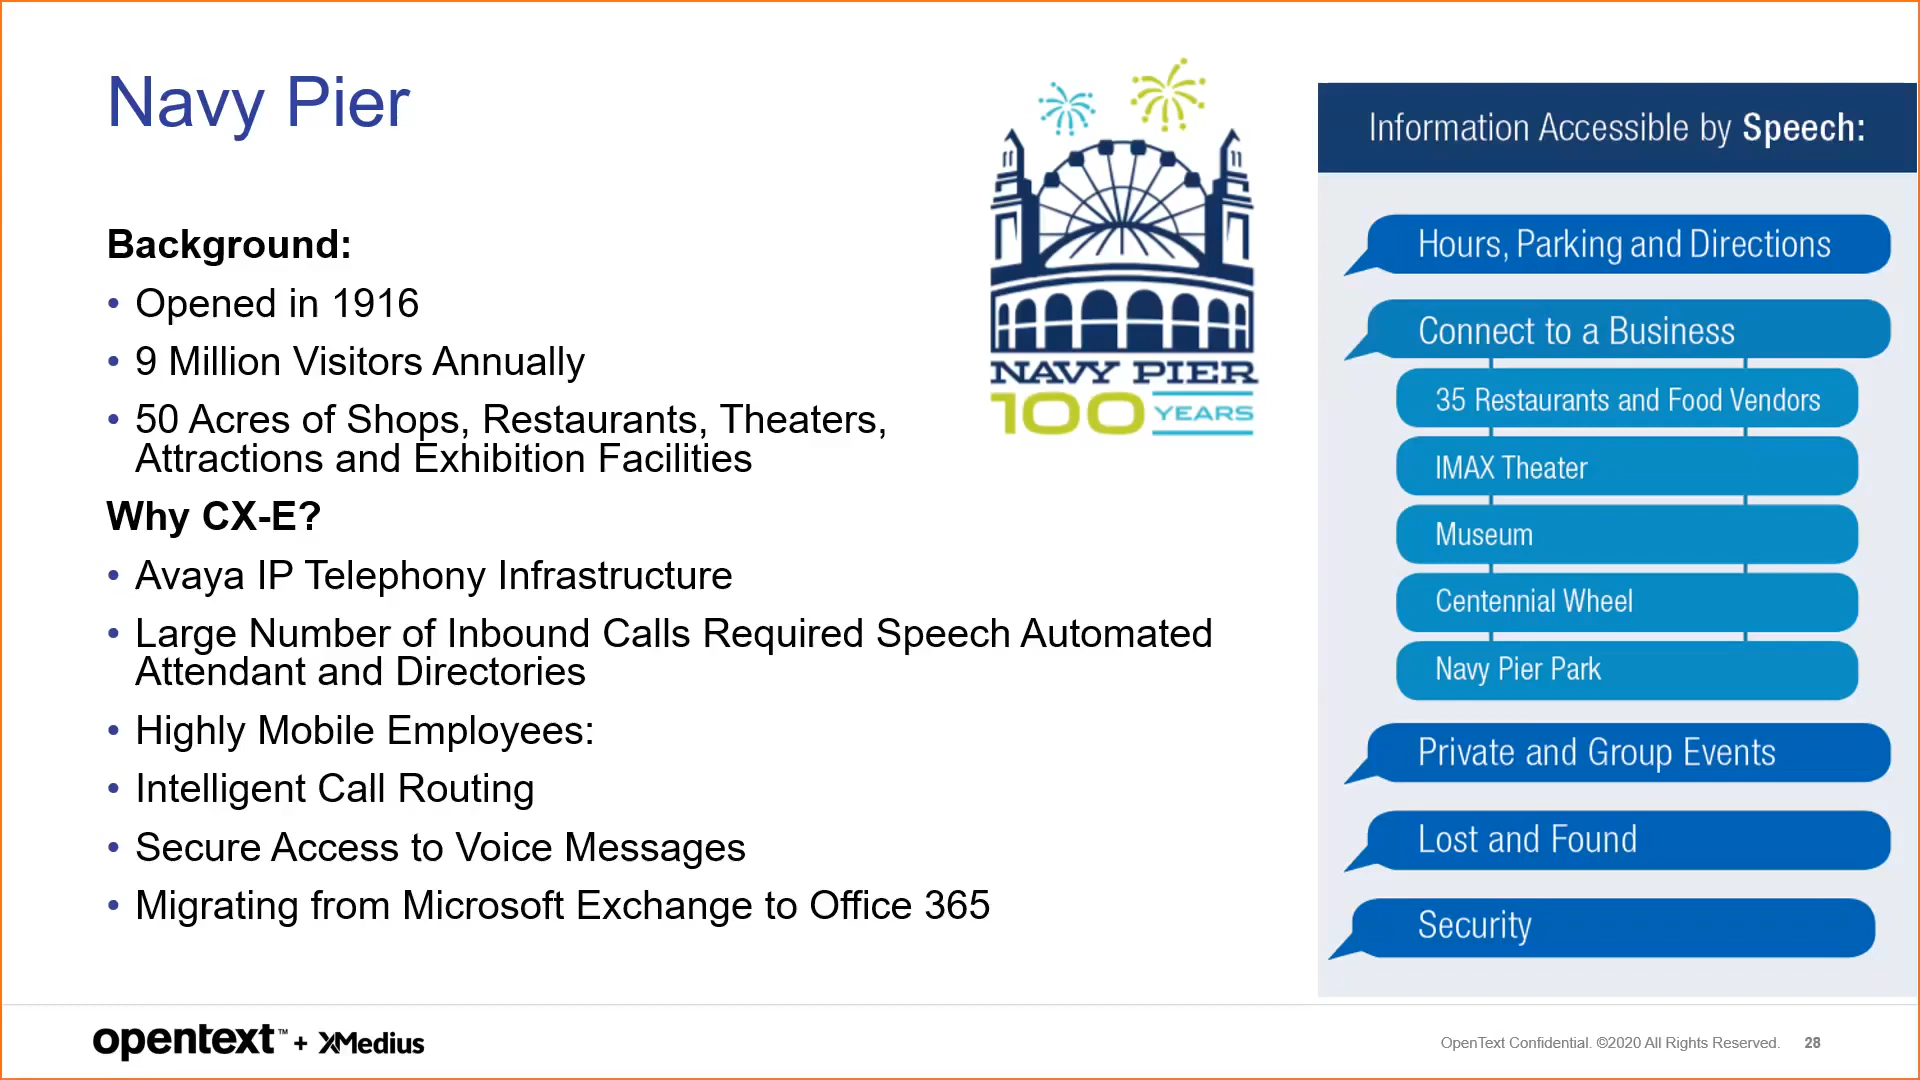 Navy Pier
Background:
• Opened in 1916
• 9 Million Visitors Annually
• 50 Acres of Shops, Restaurants, Theaters,
Attractions and Exhibition Facilities
Why CX-E?
• Avaya IP Telephony Infrastructure
• Large Number of Inbound Calls Required Speech Automated
Attendant and Directories
• Highly Mobile Employees:
• Intelligent Call Routing
• Secure Access to Voice Messages
• Migrating from Microsoft Exchange to Office 365
NAVY PIER
100 YEARS
Information Accessible by Speech:
Hours, Parking and Directions
Connect to a Business
35 Restaurants and Food Vendors
IMAX Theater
Museum
Centennial Wheel
Navy Pier Park
Private and Group Events
Lost and Found
Security
opentext™ + XMedius
OpenText Confidential. ©2020 All Rights Reserved. 28